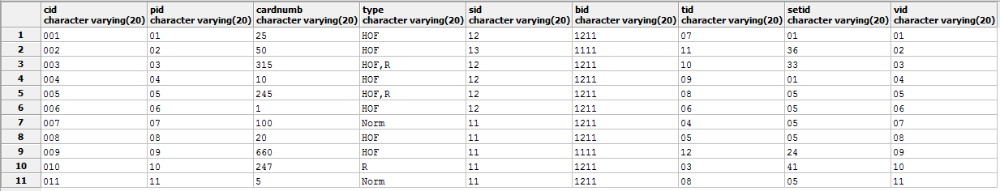 cid pid cardnumb type sid bid tid setid vid
character varying(20) character varying(20) character varying(20) character varying(20) character varying(20) character varying(20) character varying(20) character varying(20) character varying(20)
1 001 01 25 HOF 12 1211 07 01 01
2 002 02 50 HOF 13 1111 11 36 02
3 003 03 315 HOF,R 12 1211 10 33 03
4 004 04 10 HOF 12 1211 09 01 04
5 005 05 245 HOF,R 12 1211 08 05 05
6 006 06 1 HOF 12 1211 06 05 06
7 007 07 100 Norm 11 1211 04 05 07
8 008 08 20 HOF 11 1211 05 05 08
9 009 09 660 HOF 11 1111 12 24 09
10 010 10 247 R 11 1211 03 41 10
11 011 11 5 Norm 11 1211 08 05 11